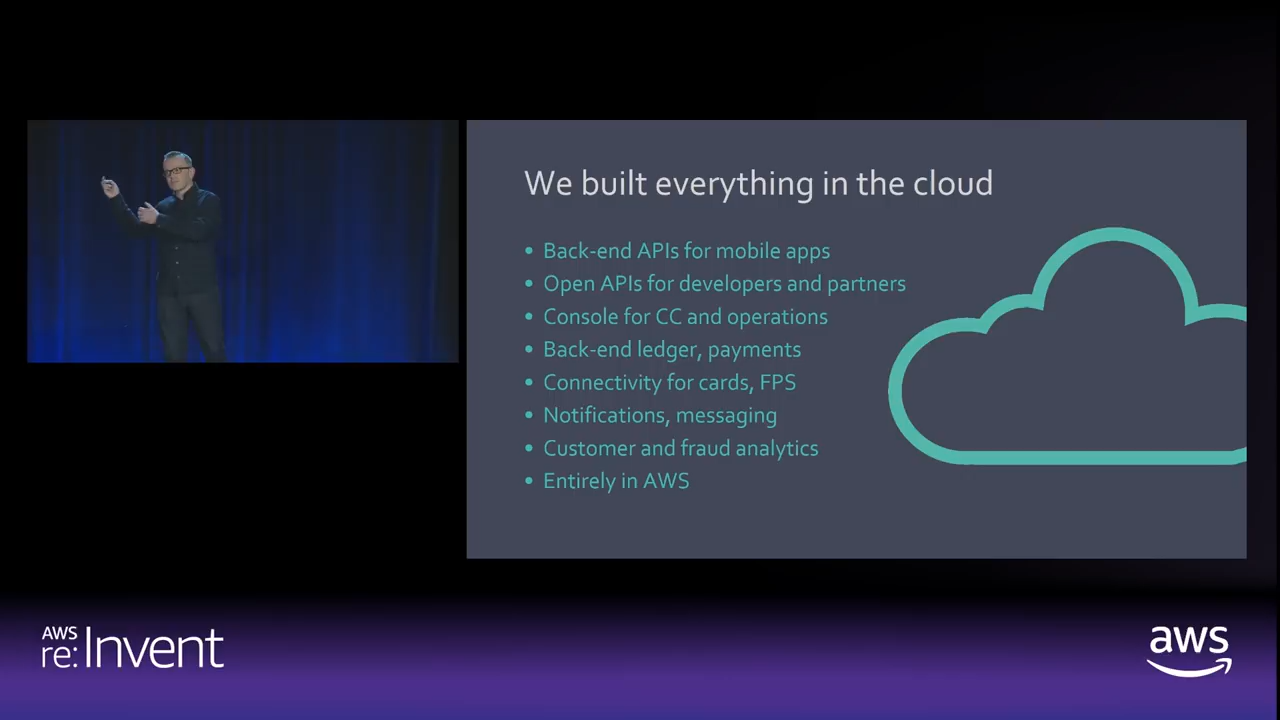 We built everything in the cloud
• Back-end APIs for mobile apps
• Open APIs for developers and partners
• Console for CC and operations
• Back-end ledger, payments
• Connectivity for cards, FPS
• Notifications, messaging
• Customer and fraud analytics
• Entirely in AWS
AWS
re:Invent
aws